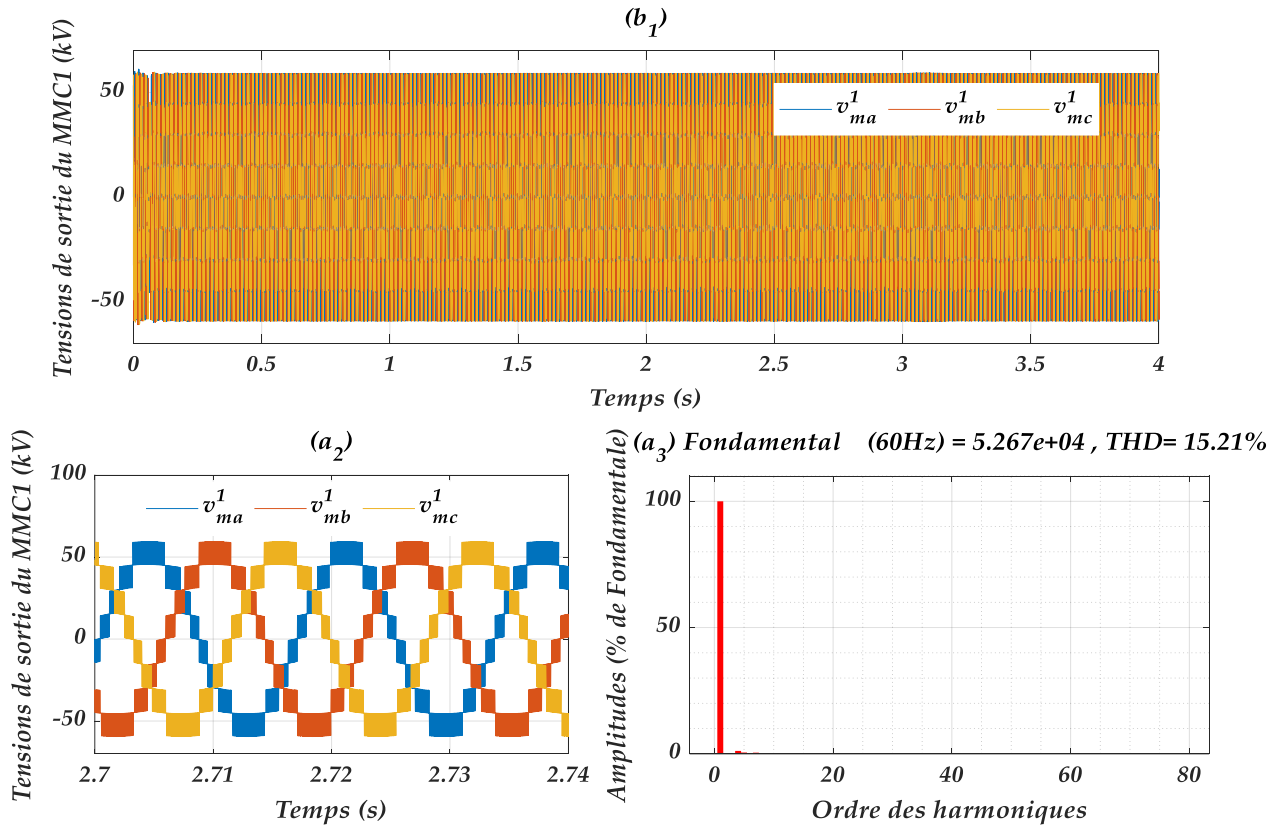 (b1)
Tensions de sortie du MMC1 (kV)
50
0
-50
v1ma v1mb v1mc
0 0.5 1 1.5 2 2.5 3 3.5 4
Temps (s)
(a2)
Tensions de sortie du MMC1 (kV)
100
50
0
-50
v1ma v1mb v1mc
2.7 2.71 2.72 2.73 2.74
Temps (s)
(a3) Fondamental (60Hz) = 5.267e+04 , THD= 15.21%
Amplitudes (% de Fondamentale)
100
50
0
0 20 40 60 80
Ordre des harmoniques